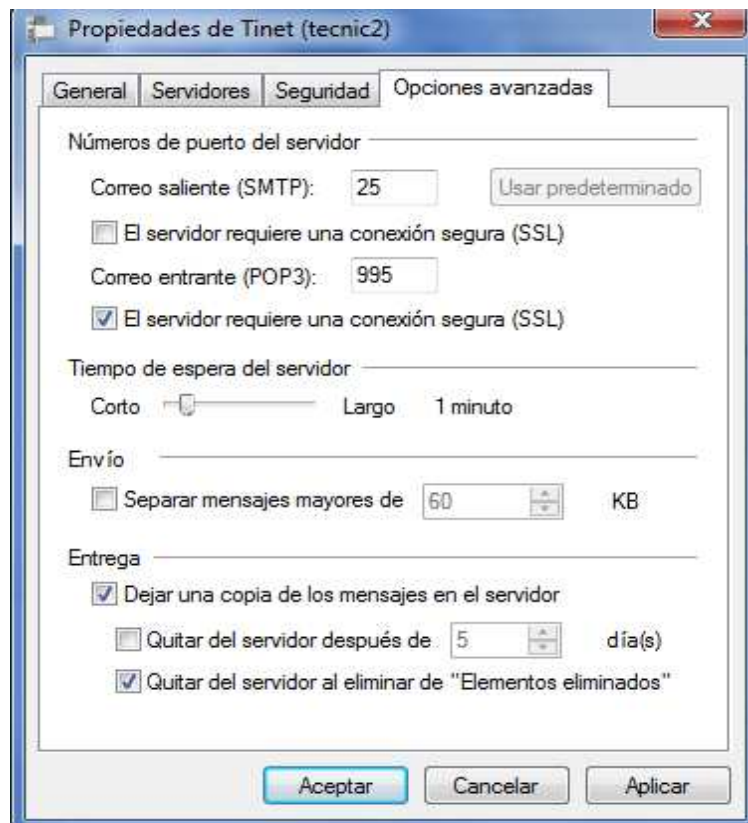 Propiedades de Tinet (tecnic2)
General Servidores Seguridad Opciones avanzadas
Números de puerto del servidor
Correo saliente (SMTP): 25 Usar predeterminado
El servidor requiere una conexión segura (SSL)
Correo entrante (POP3): 995
El servidor requiere una conexión segura (SSL)
Tiempo de espera del servidor
Corto Largo 1 minuto
Envío
Separar mensajes mayores de 60 KB
Entrega
Dejar una copia de los mensajes en el servidor
Quitar del servidor después de 5 día(s)
Quitar del servidor al eliminar de "Elementos eliminados"
Aceptar Cancelar Aplicar